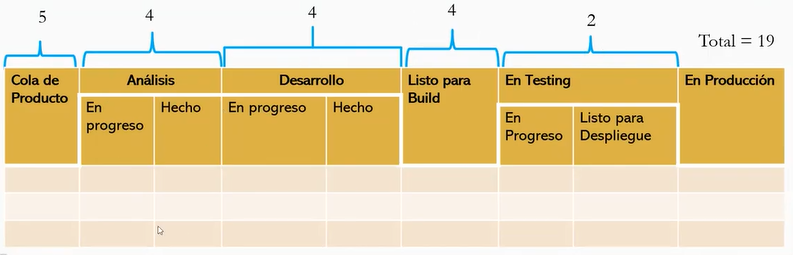 5
4
4
4
2
Total = 19
Cola de
Producto
Análisis
Desarrollo
Listo para
Build
En Testing
En Producción
En
progreso
Hecho
En progreso
Hecho
En
Progreso
Listo para
Despliegue